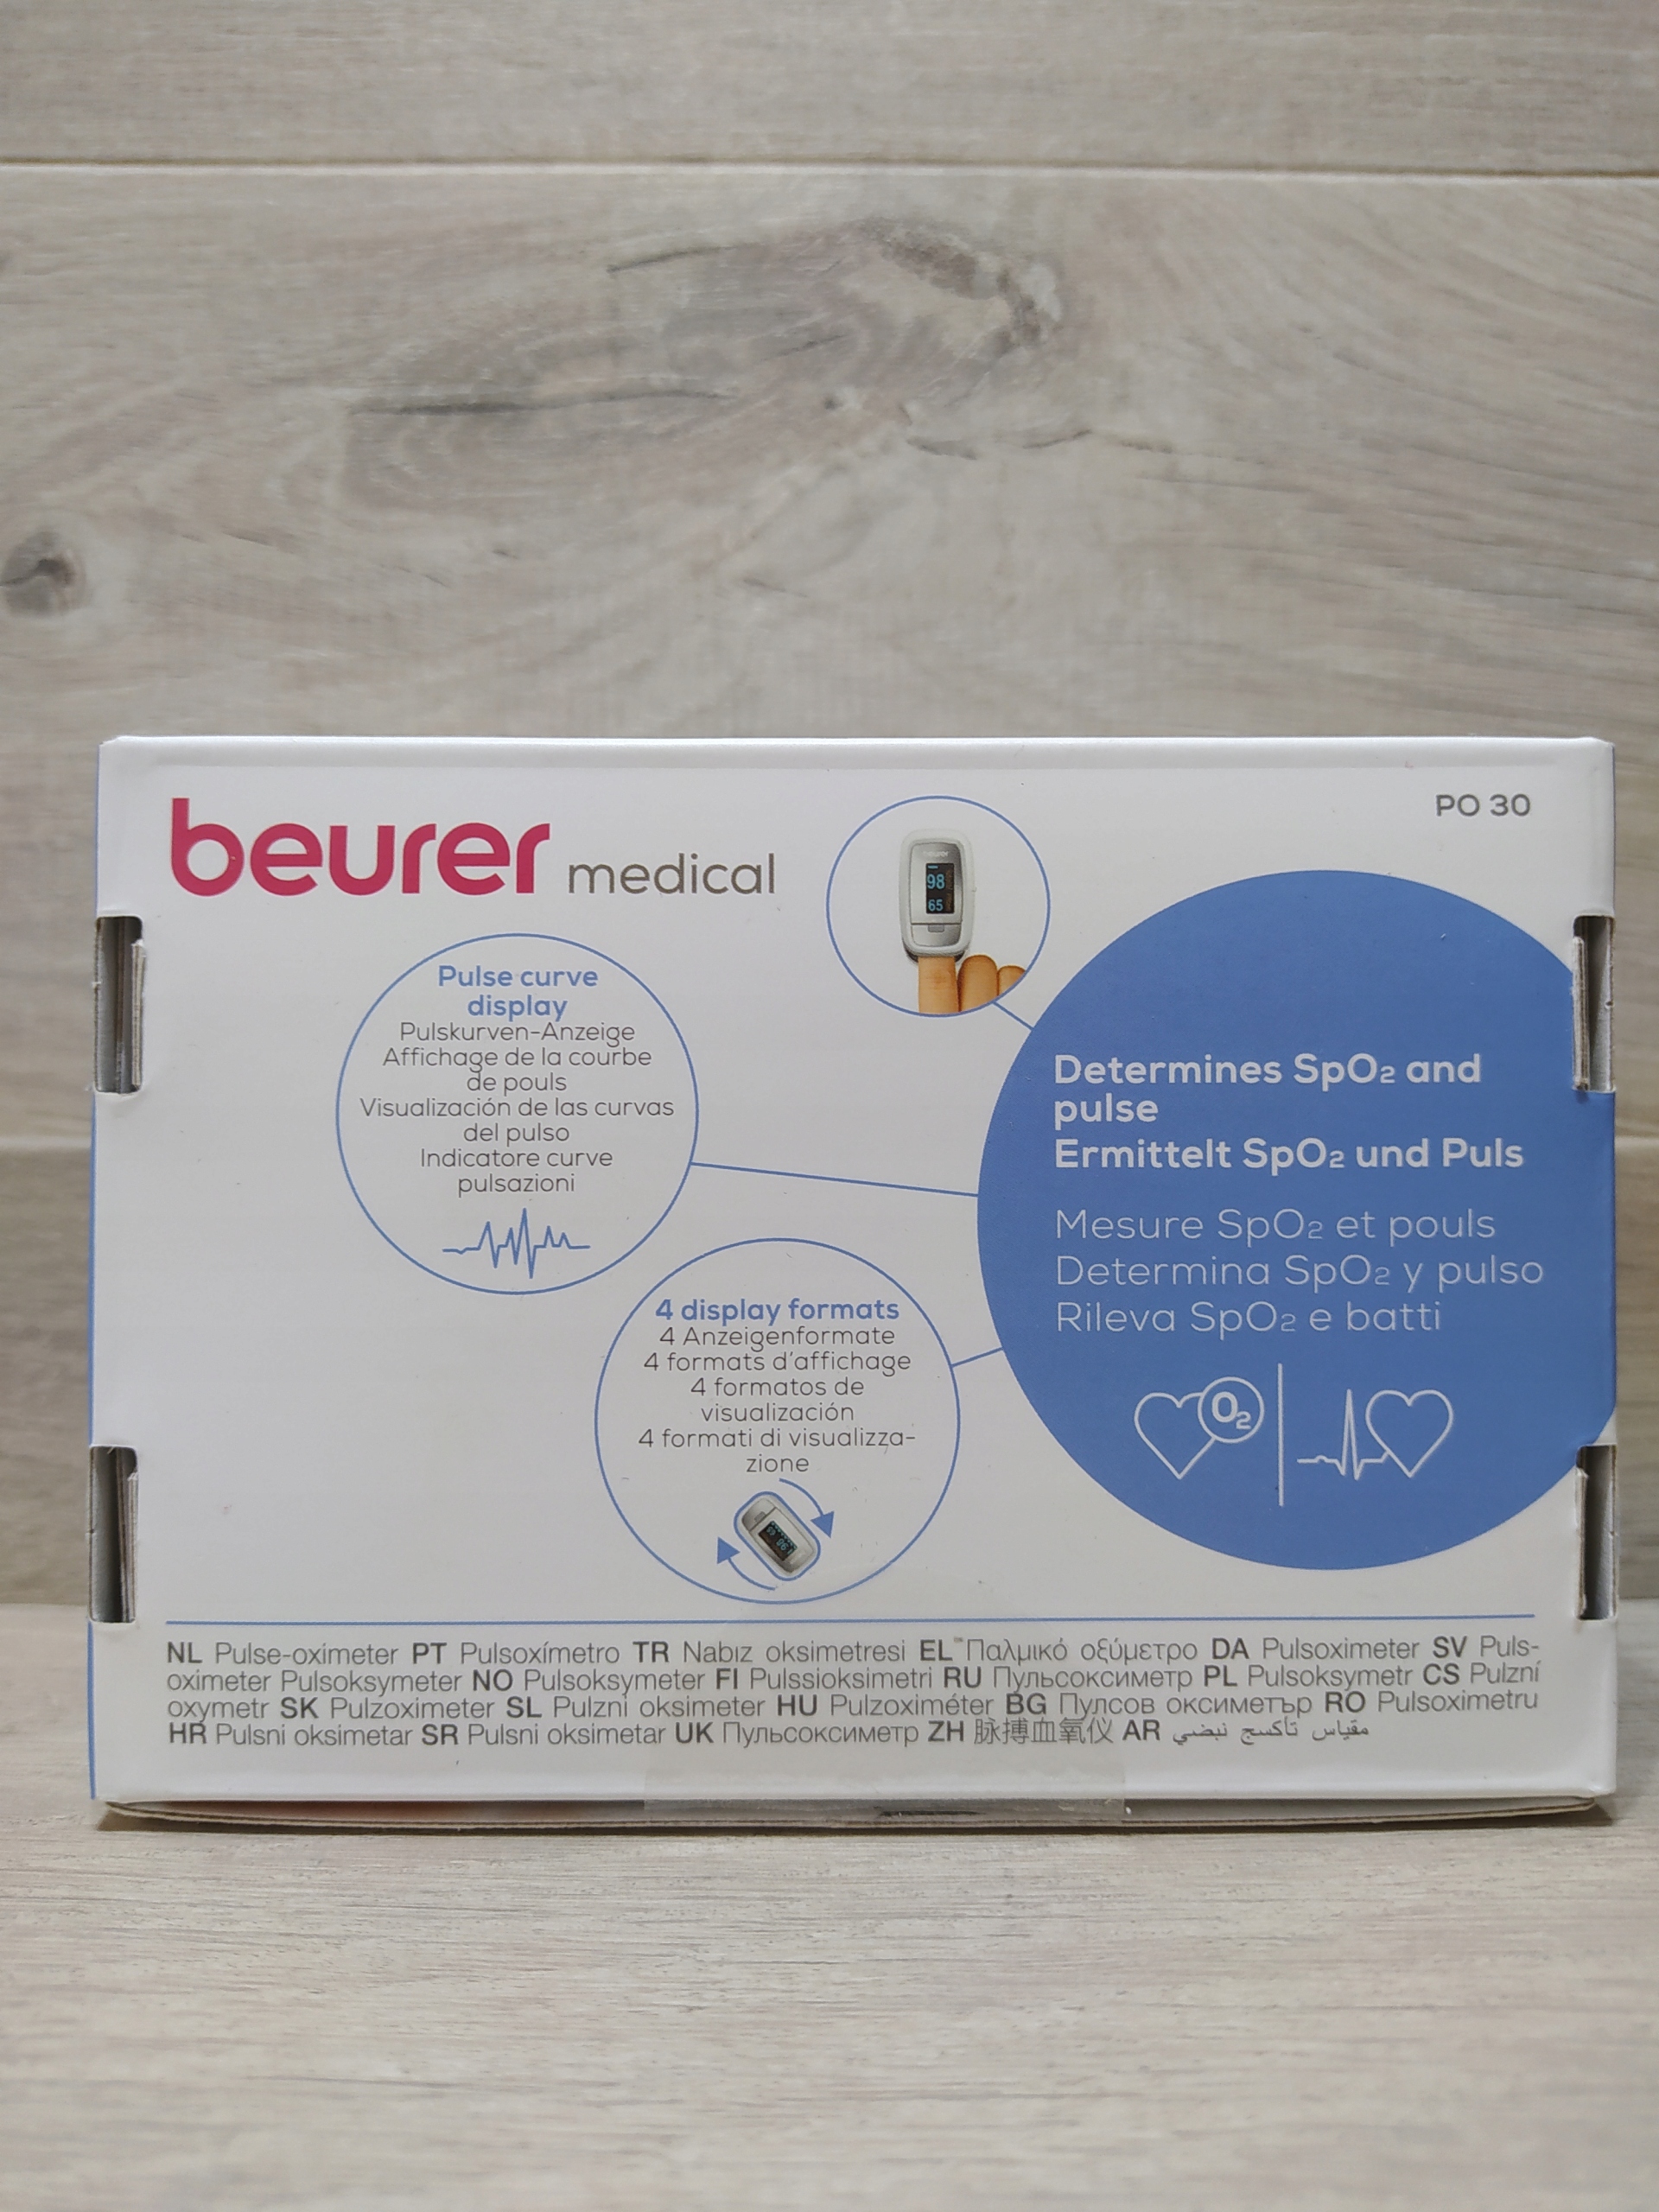 beurer medical
PO 30
beurer
98
65
Pulse curve
display
Pulskurven-Anzeige
Affichage de la courbe
de pouls
Visualización de las curvas
del pulso
Indicatore curve
pulsazioni
4 display formats
4 Anzeigenformate
4 formats d'affichage
4 formatos de
visualización
4 formati di visualizza-
zione
Determines SpO₂ and
pulse
Ermittelt SpO₂ und Puls
Mesure SpO₂ et pouls
Determina SpO₂ y pulso
Rileva SpO₂ e batti
O₂
NL Pulse-oximeter PT Pulsoxímetro TR Nabız oksimetresi EL Παλμικό οξύμετρο DA Pulsoximeter SV Puls-
oximeter Pulsoksymeter NO Pulsoksymeter FI Pulssioksimetri RU Пульсоксиметр PL Pulsoksymetr CS Pulzní
oxymetr SK Pulzoximeter SL Pulzni oksimeter HU Pulzoximéter BG Пулсов оксиметър RO Pulsoximetru
HR Pulsni oksimetar SR Pulsni oksimetar UK Пульсоксиметр ZH 脉搏血氧仪 AR مقياس تأكسج نبضي